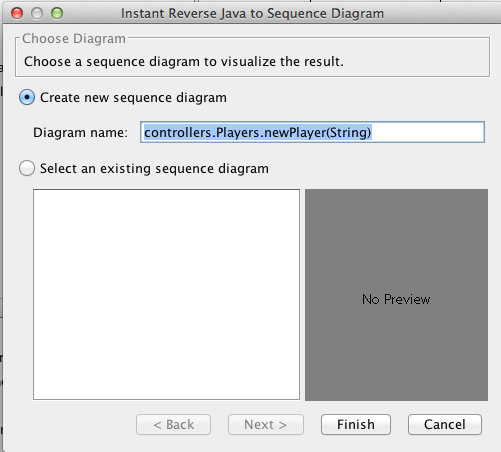 Instant Reverse Java to Sequence Diagram
Choose Diagram
Choose a sequence diagram to visualize the result.
Create new sequence diagram
Diagram name: controllers.Players.newPlayer(String)
Select an existing sequence diagram
No Preview
< Back Next > Finish Cancel